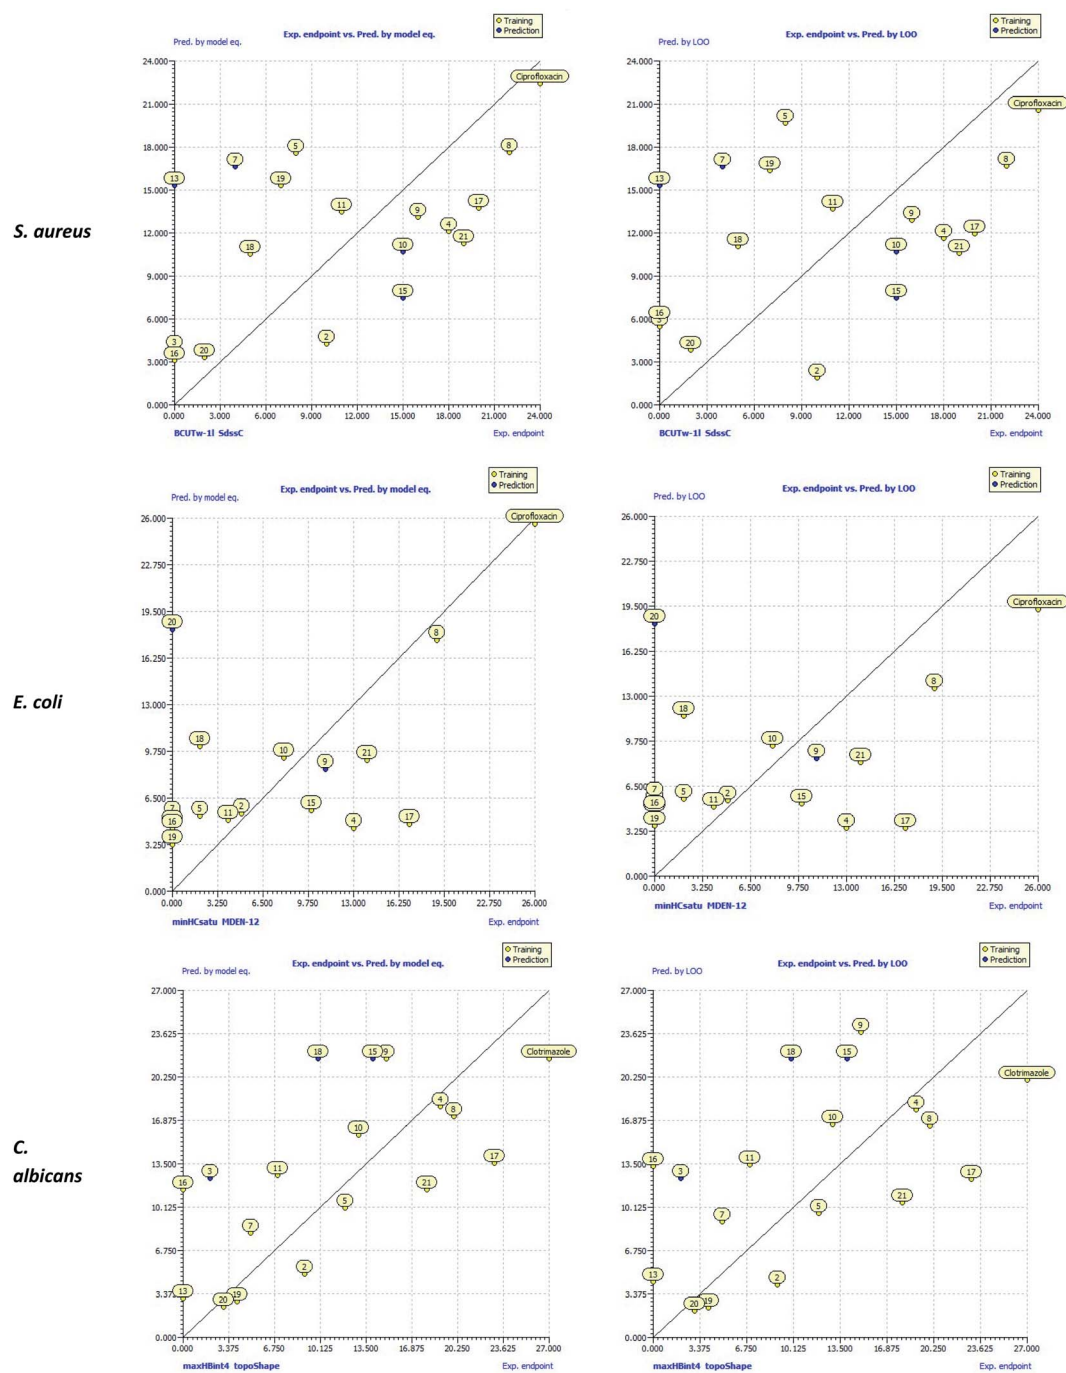 Training
Prediction
Pred. by model eq.
Exp. endpoint vs. Pred. by model eq.
24.000
21.000
18.000
15.000
12.000
9.000
6.000
3.000
0.000
Ciprofloxacin
5
8
7
13
19
17
11
9
4
21
18
10
15
2
3
16
20
0.000 3.000 6.000 9.000 12.000 15.000 18.000 21.000 24.000
BCUTw-1l SdssC
Exp. endpoint
Training
Prediction
Pred. by LOO
Exp. endpoint vs. Pred. by LOO
24.000
21.000
18.000
15.000
12.000
9.000
6.000
3.000
0.000
Ciprofloxacin
5
7
8
19
13
11
9
17
4
18
10
21
15
16
3
20
2
0.000 3.000 6.000 9.000 12.000 15.000 18.000 21.000 24.000
BCUTw-1l SdssC
Exp. endpoint
S. aureus
Training
Prediction
Pred. by model eq.
Exp. endpoint vs. Pred. by model eq.
26.000
22.750
19.500
16.250
13.000
9.750
6.500
3.250
0.000
Ciprofloxacin
20
8
18
10
21
9
7
5
2
15
11
16
4
17
19
0.000 3.250 6.500 9.750 13.000 16.250 19.500 22.750 26.000
minHCsatu MDEN-12
Exp. endpoint
Training
Prediction
Pred. by LOO
Exp. endpoint vs. Pred. by LOO
26.000
22.750
19.500
16.250
13.000
9.750
6.500
3.250
0.000
Ciprofloxacin
20
8
18
10
9
21
7
5
2
15
11
16
19
4
17
0.000 3.250 6.500 9.750 13.000 16.250 19.500 22.750 26.000
minHCsatu MDEN-12
Exp. endpoint
E. coli
Training
Prediction
Pred. by model eq.
Exp. endpoint vs. Pred. by model eq.
27.000
23.625
20.250
16.875
13.500
10.125
6.750
3.375
0.000
18
15
9
Clotrimazole
4
8
10
17
11
3
16
21
5
7
2
13
19
20
0.000 3.375 6.750 10.125 13.500 16.875 20.250 23.625 27.000
maxHBint4 topoShape
Exp. endpoint
Training
Prediction
Pred. by LOO
Exp. endpoint vs. Pred. by LOO
27.000
23.625
20.250
16.875
13.500
10.125
6.750
3.375
0.000
9
18
15
Clotrimazole
4
10
8
16
11
3
17
21
5
7
13
2
20
19
0.000 3.375 6.750 10.125 13.500 16.875 20.250 23.625 27.000
maxHBint4 topoShape
Exp. endpoint
C.
albicans